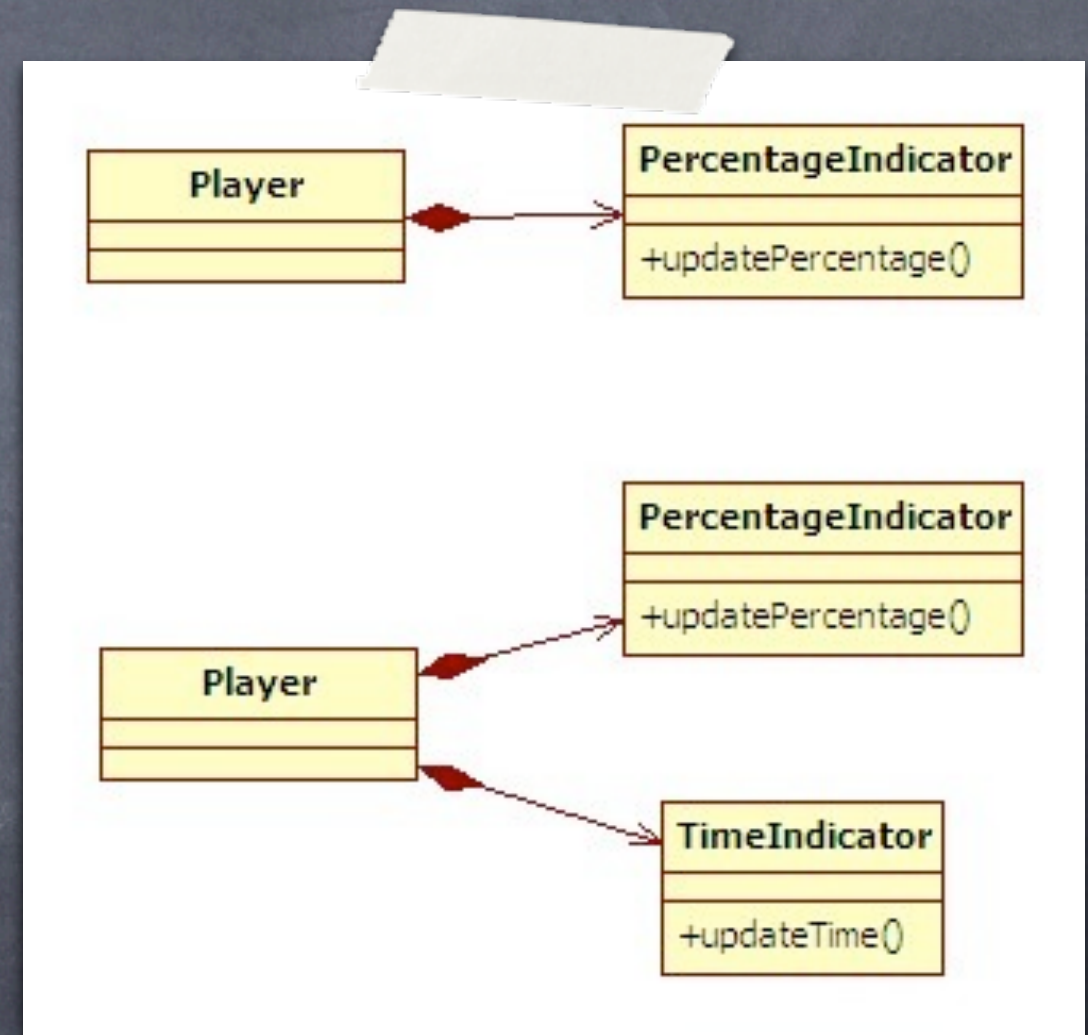 Player
PercentageIndicator
+updatePercentage()
PercentageIndicator
+updatePercentage()
Player
TimeIndicator
+updateTime()